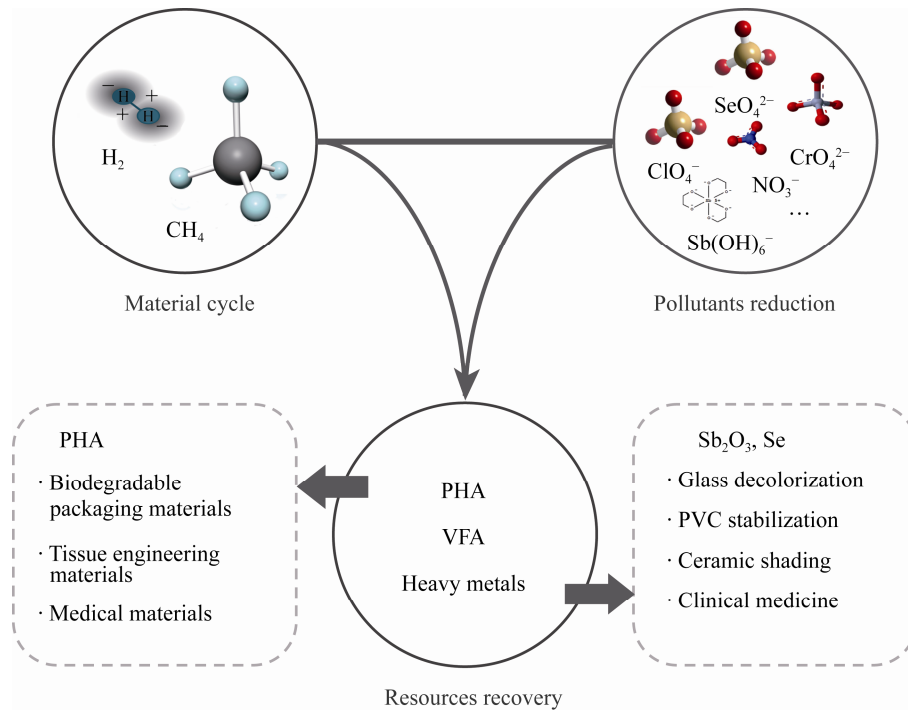 H
H
H₂
CH₄
Material cycle
SeO₄²⁻
ClO₄⁻
NO₃⁻
CrO₄²⁻
Sb(OH)₆⁻
...
Pollutants reduction
PHA
· Biodegradable
packaging materials
· Tissue engineering
materials
· Medical materials
PHA
VFA
Heavy metals
Resources recovery
Sb₂O₃, Se
· Glass decolorization
· PVC stabilization
· Ceramic shading
· Clinical medicine